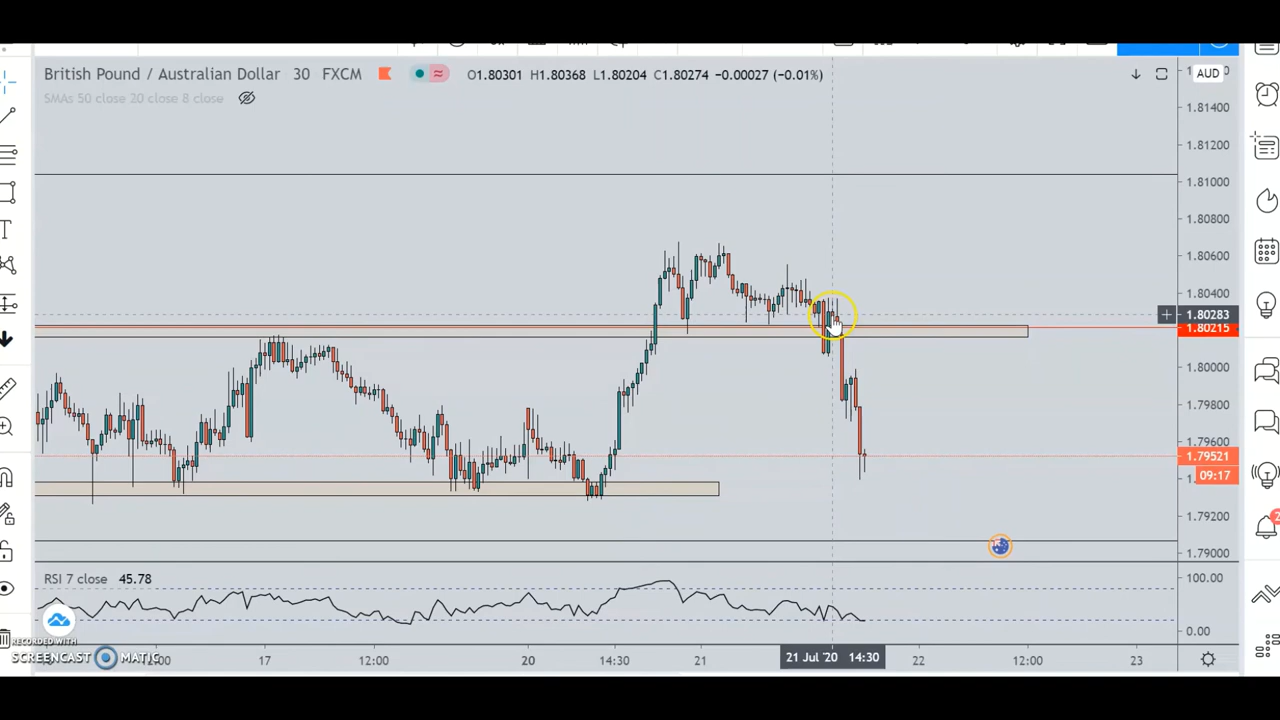 British Pound / Australian Dollar 30 FXCM O1.80301 H1.80368 L1.80204 C1.80274 −0.00027 (−0.01%)
AUD
SMAs 50 close 20 close 8 close
1.81400
1.81200
1.81000
1.80800
1.80600
1.80400
1.80283
1.80215
1.80000
1.79800
1.79600
1.79521
09:17
1.79200
1.79000
RSI 7 close 45.78
100.00
0.00
RECORDED WITH
SCREENCAST MATIC
17 12:00 20 14:30 21 21 Jul '20 14:30 22 12:00 23